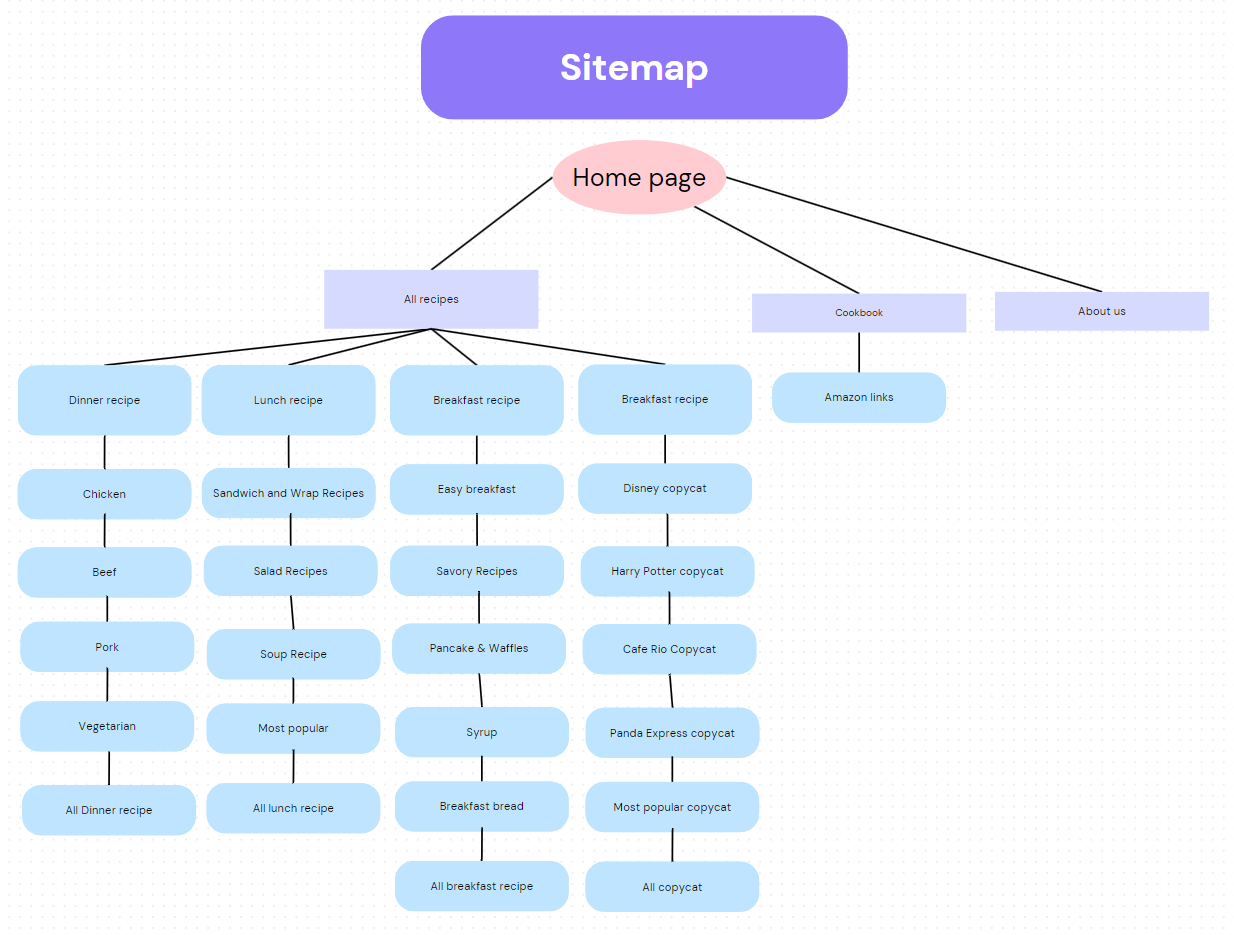 Sitemap
Home page
All recipes
Cookbook
About us
Dinner recipe
Lunch recipe
Breakfast recipe
Breakfast recipe
Amazon links
Chicken
Sandwich and Wrap Recipes
Easy breakfast
Disney copycat
Beef
Salad Recipes
Savory Recipes
Harry Potter copycat
Pork
Soup Recipe
Pancake & Waffles
Cafe Rio Copycat
Vegetarian
Most popular
Syrup
Panda Express copycat
All Dinner recipe
All lunch recipe
Breakfast bread
Most popular copycat
All breakfast recipe
All copycat